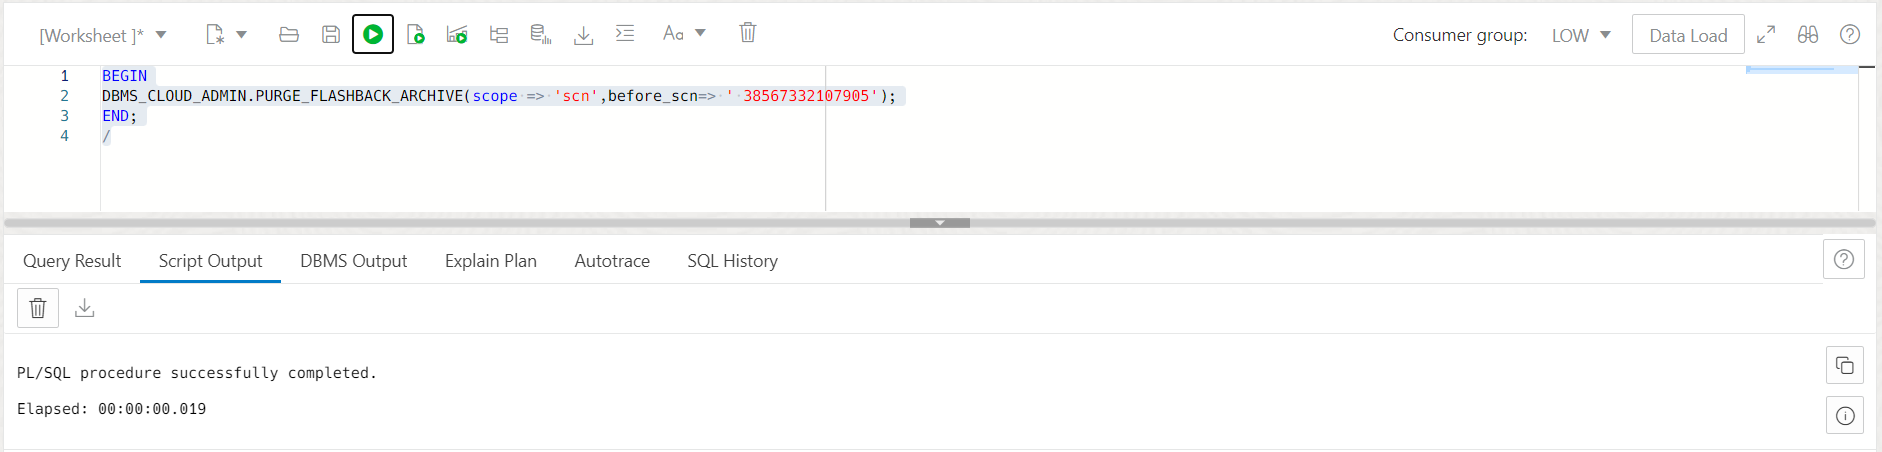 [Worksheet ]*
Aa
Consumer group: LOW
Data Load
1 BEGIN
2 DBMS_CLOUD_ADMIN.PURGE_FLASHBACK_ARCHIVE(scope => 'scn',before_scn=> ' 38567332107905');
3 END;
4 /
Query Result Script Output DBMS Output Explain Plan Autotrace SQL History
PL/SQL procedure successfully completed.
Elapsed: 00:00:00.019